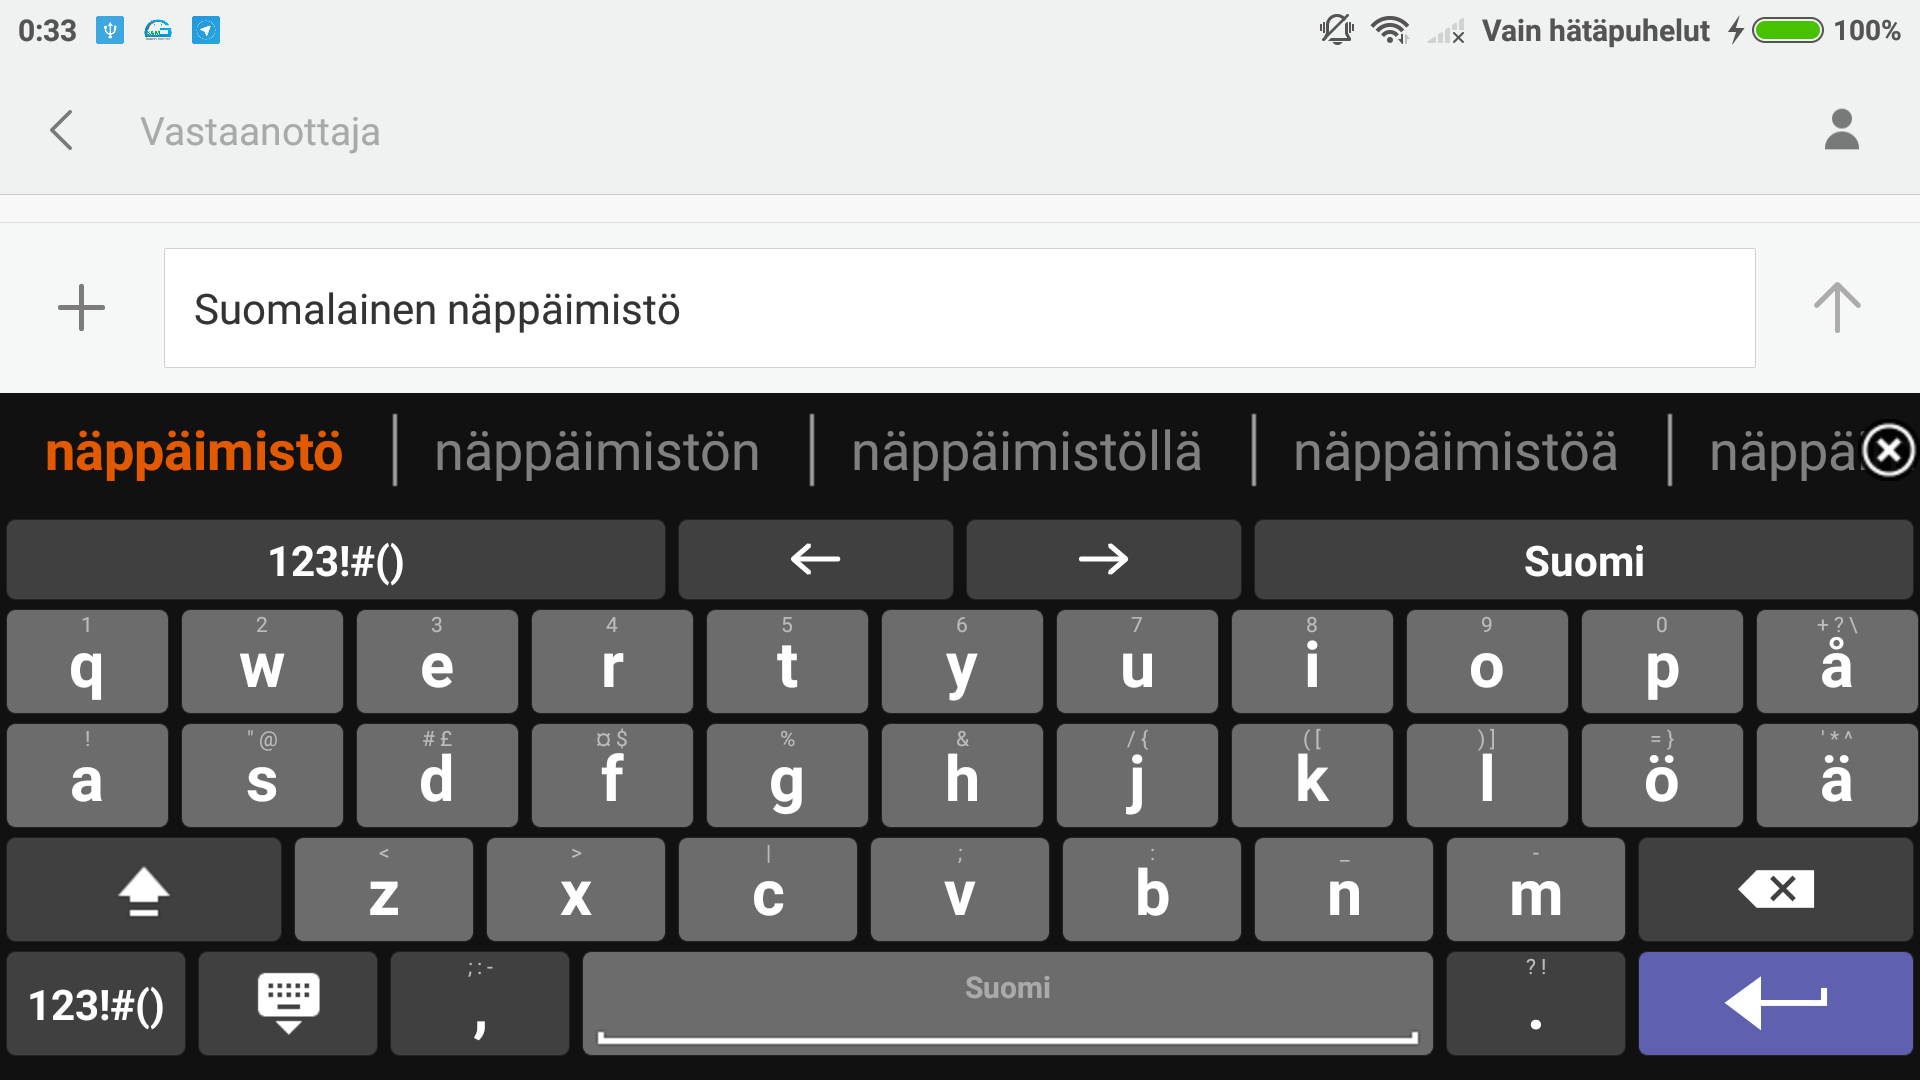 0:33 Vain hätäpuhelut 100%
Vastaanottaja
Suomalainen näppäimistö
näppäimistö näppäimistön näppäimistöllä näppäimistöä näppä
123!#() ← → Suomi
1 2 3 4 5 6 7 8 9 0 + ? \
q w e r t y u i o p å
! " @ # £ ¤ $ % & / { ( [ ) ] = } ' * ^
a s d f g h j k l ö ä
< > | ; : _ -
z x c v b n m
; : - Suomi ? !
123!#() , .